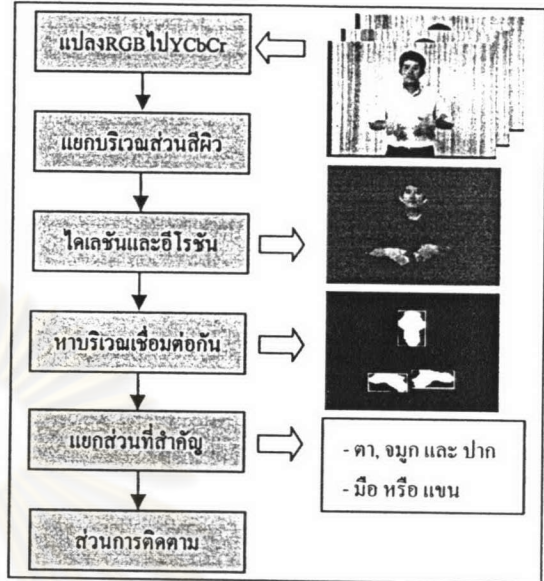 แปลงRGBไปYCbCr
แยกบริเวณส่วนสีผิว
ไดเลชันและอีโรชัน
หาบริเวณเชื่อมต่อกัน
แยกส่วนที่สำคัญ
- ตา, จมูก และ ปาก
- มือ หรือ แขน
ส่วนการติดตาม